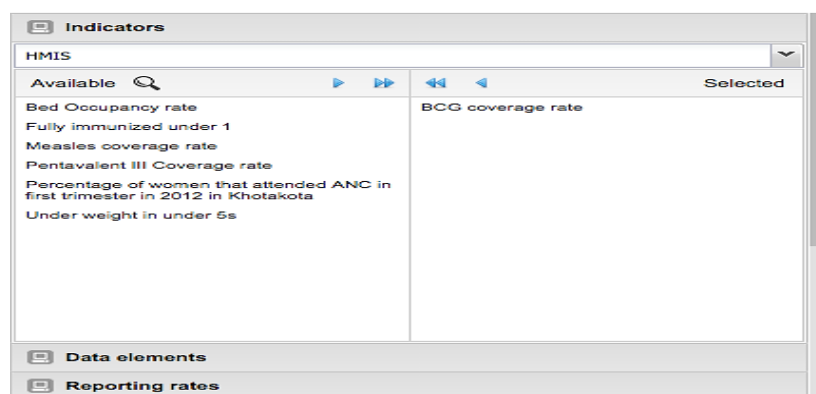 Indicators
HMIS
Available
Selected
Bed Occupancy rate
Fully immunized under 1
Measles coverage rate
Pentavalent III Coverage rate
Percentage of women that attended ANC in
first trimester in 2012 in Khotakota
Under weight in under 5s
BCG coverage rate
Data elements
Reporting rates